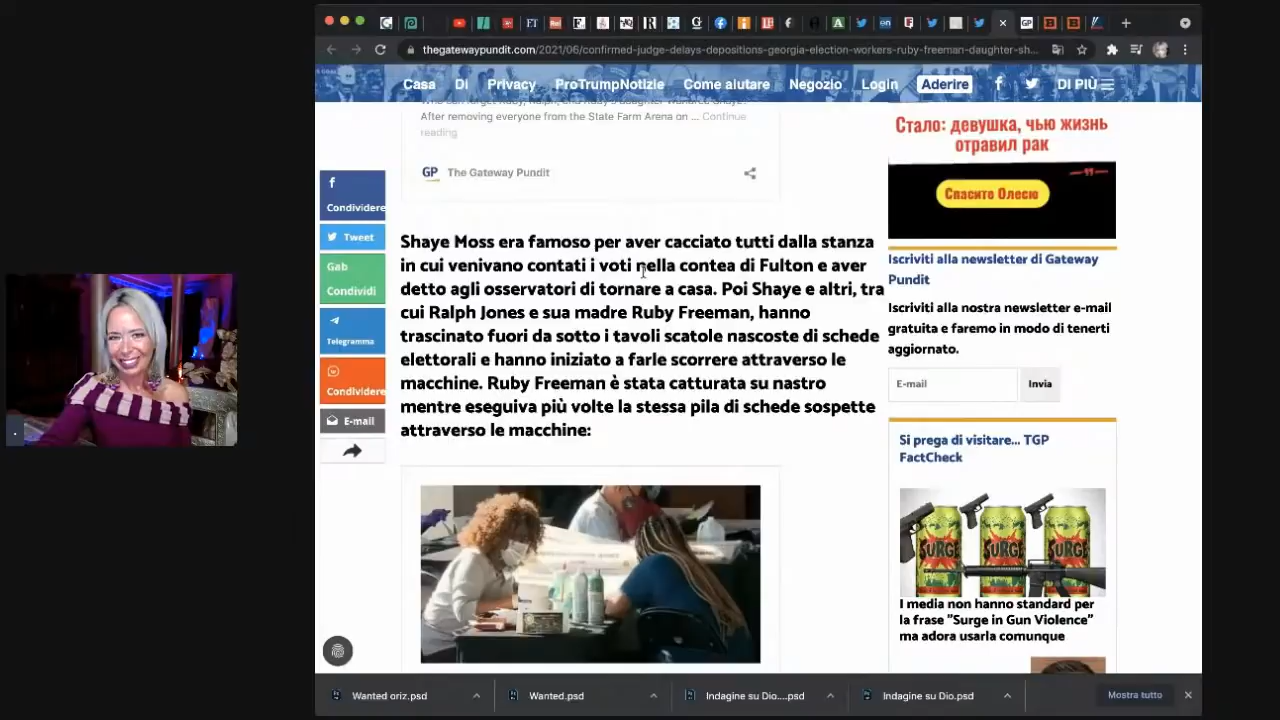 thegatewaypundit.com/2021/06/confirmed-judge-delays-depositions-georgia-election-workers-ruby-freeman-daughter-sh...
Casa DI Privacy ProTrumpNotizie Come aiutare Negozio Login Aderire DI PIÙ
After removing everyone from the State Farm Arena on ... Continue
reading
GP The Gateway Pundit
Condividere
Tweet
Gab
Condividi
Telegramma
Condividere
E-mail
Shaye Moss era famoso per aver cacciato tutti dalla stanza
in cui venivano contati i voti nella contea di Fulton e aver
detto agli osservatori di tornare a casa. Poi Shaye e altri, tra
cui Ralph Jones e sua madre Ruby Freeman, hanno
trascinato fuori da sotto i tavoli scatole nascoste di schede
elettorali e hanno iniziato a farle scorrere attraverso le
macchine. Ruby Freeman è stata catturata su nastro
mentre eseguiva più volte la stessa pila di schede sospette
attraverso le macchine:
Стало: девушка, чью жизнь
отравил рак
Спасите Олесю
Iscriviti alla newsletter di Gateway
Pundit
Iscriviti alla nostra newsletter e-mail
gratuita e faremo in modo di tenerti
aggiornato.
E-mail Invia
Si prega di visitare... TGP
FactCheck
SURGE SURGE SURGE
I media non hanno standard per
la frase "Surge in Gun Violence"
ma adora usarla comunque
Wanted oriz.psd Wanted.psd Indagine su Dio....psd Indagine su Dio.psd Mostra tutto